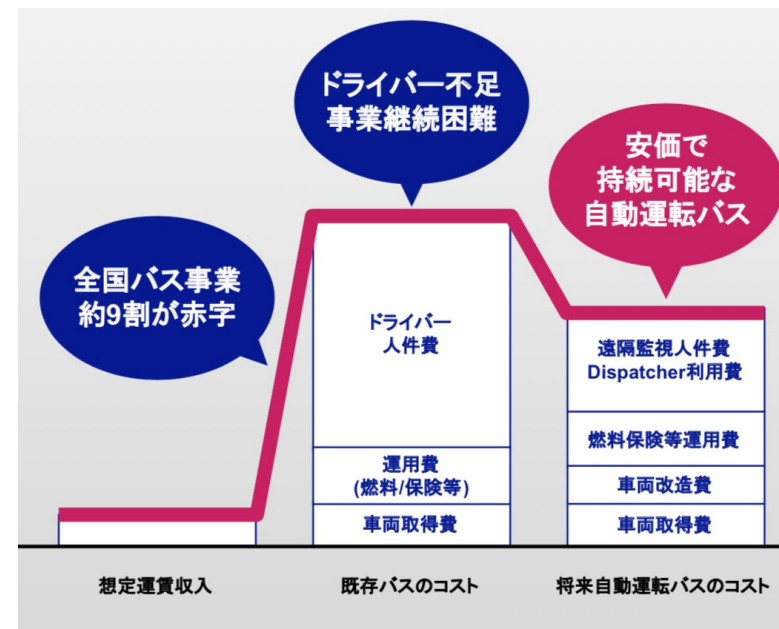 ドライバー不足
事業継続困難
安価で
持続可能な
自動運転バス
全国バス事業
約9割が赤字
ドライバー
人件費
運用費
(燃料/保険等)
車両取得費
遠隔監視人件費
Dispatcher利用費
燃料保険等運用費
車両改造費
車両取得費
想定運賃収入
既存バスのコスト
将来自動運転バスのコスト